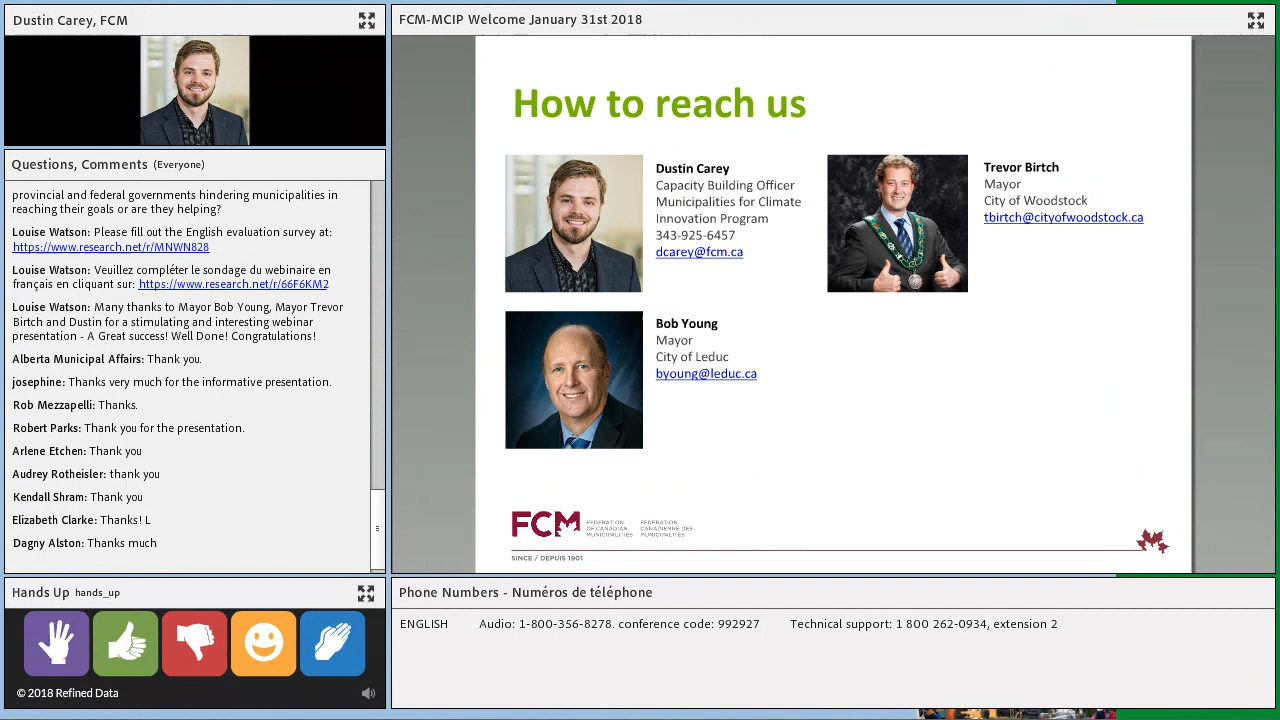 Dustin Carey, FCM
Questions, Comments (Everyone)
provincial and federal governments hindering municipalities in
reaching their goals or are they helping?
Louise Watson: Please fill out the English evaluation survey at:
https://www.research.net/r/MNWN828
Louise Watson: Veuillez compléter le sondage du webinaire en
français en cliquant sur: https://www.research.net/r/66F6KM2
Louise Watson: Many thanks to Mayor Bob Young, Mayor Trevor
Birtch and Dustin for a stimulating and interesting webinar
presentation - A Great success! Well Done! Congratulations!
Alberta Municipal Affairs: Thank you.
josephine: Thanks very much for the informative presentation.
Rob Mezzapelli: Thanks.
Robert Parks: Thank you for the presentation.
Arlene Etchen: Thank you
Audrey Rotheisler: thank you
Kendall Shram: Thank you
Elizabeth Clarke: Thanks! L
Dagny Alston: Thanks much
Hands Up hands_up
© 2018 Refined Data
FCM-MCIP Welcome January 31st 2018
How to reach us
Dustin Carey
Capacity Building Officer
Municipalities for Climate
Innovation Program
343-925-6457
dcarey@fcm.ca
Trevor Birtch
Mayor
City of Woodstock
tbirtch@cityofwoodstock.ca
Bob Young
Mayor
City of Leduc
byoung@leduc.ca
FCM
FEDERATION
OF CANADIAN
MUNICIPALITIES
FÉDÉRATION
CANADIENNE DES
MUNICIPALITÉS
SINCE / DEPUIS 1901
Phone Numbers - Numéros de téléphone
ENGLISH Audio: 1-800-356-8278. conference code: 992927 Technical support: 1 800 262-0934, extension 2